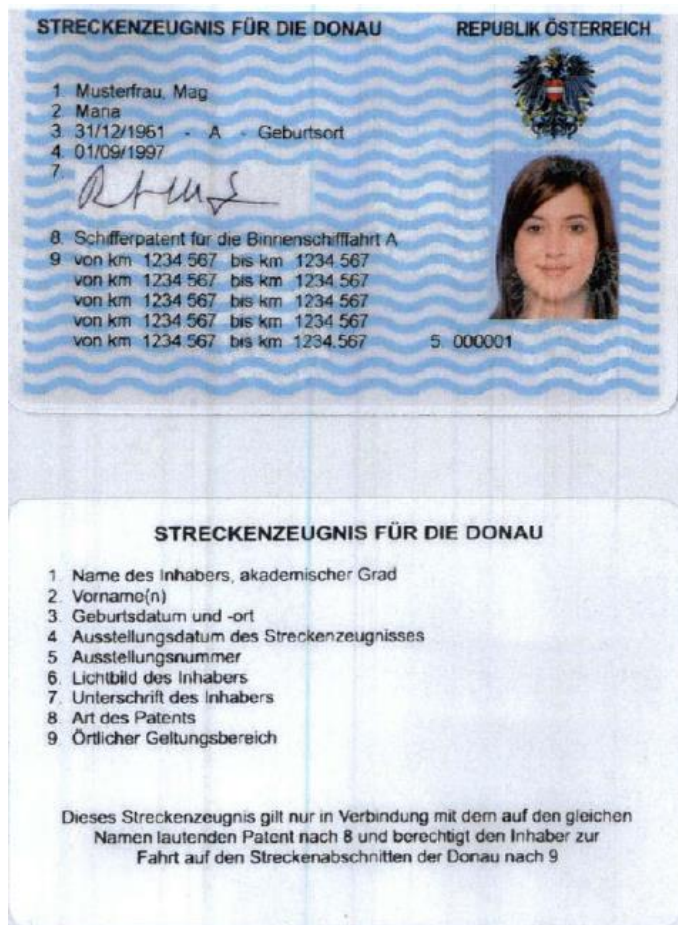 STRECKENZEUGNIS FÜR DIE DONAU REPUBLIK ÖSTERREICH
1. Musterfrau, Mag
2 Maria
3 31/12/1961 - A - Geburtsort
4 01/09/1997
7.
8. Schifferpatent für die Binnenschifffahrt A
9 von km 1234.567 bis km 1234.567
von km 1234.567 bis km 1234.567
von km 1234.567 bis km 1234.567
von km 1234.567 bis km 1234.567
von km 1234.567 bis km 1234.567 5. 000001
STRECKENZEUGNIS FÜR DIE DONAU
1. Name des Inhabers, akademischer Grad
2. Vorname(n)
3. Geburtsdatum und -ort
4 Ausstellungsdatum des Streckenzeugnisses
5 Ausstellungsnummer
6. Lichtbild des Inhabers
7. Unterschrift des Inhabers
8. Art des Patents
9. Örtlicher Geltungsbereich
Dieses Streckenzeugnis gilt nur in Verbindung mit dem auf den gleichen
Namen lautenden Patent nach 8 und berechtigt den Inhaber zur
Fahrt auf den Streckenabschnitten der Donau nach 9